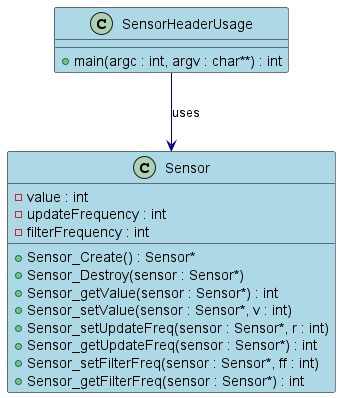 C SensorHeaderUsage
main(argc : int, argv : char**) : int
uses
C Sensor
value : int
updateFrequency : int
filterFrequency : int
Sensor_Create() : Sensor*
Sensor_Destroy(sensor : Sensor*)
Sensor_getValue(sensor : Sensor*) : int
Sensor_setValue(sensor : Sensor*, v : int)
Sensor_setUpdateFreq(sensor : Sensor*, r : int)
Sensor_getUpdateFreq(sensor : Sensor*) : int
Sensor_setFilterFreq(sensor : Sensor*, ff : int)
Sensor_getFilterFreq(sensor : Sensor*) : int